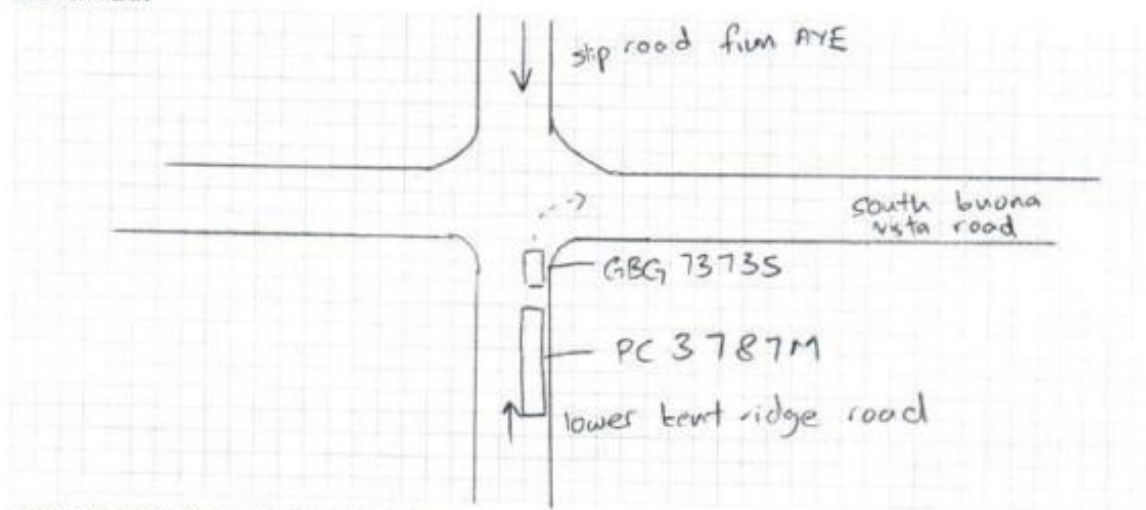 slip road from AYE
south buona
vista road
GBG 7373S
PC 3787M
lower kent ridge road